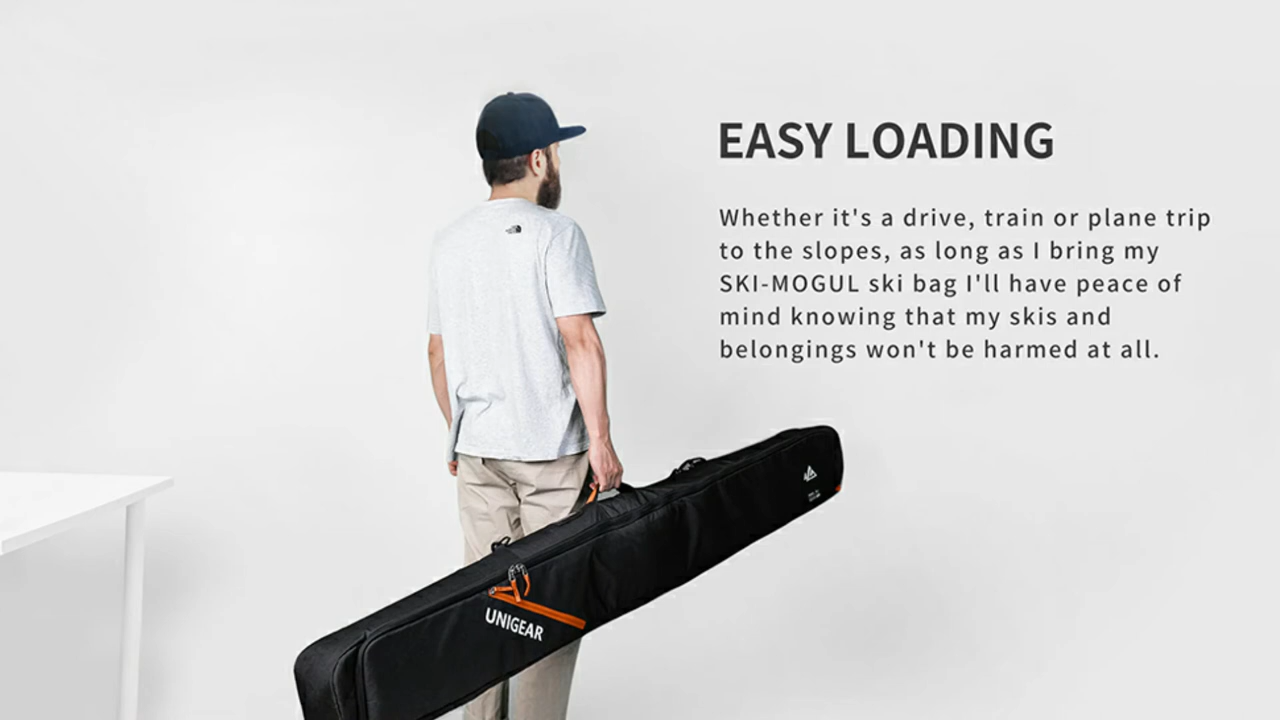 EASY LOADING
Whether it's a drive, train or plane trip
to the slopes, as long as I bring my
SKI-MOGUL ski bag I'll have peace of
mind knowing that my skis and
belongings won't be harmed at all.
UNIGEAR